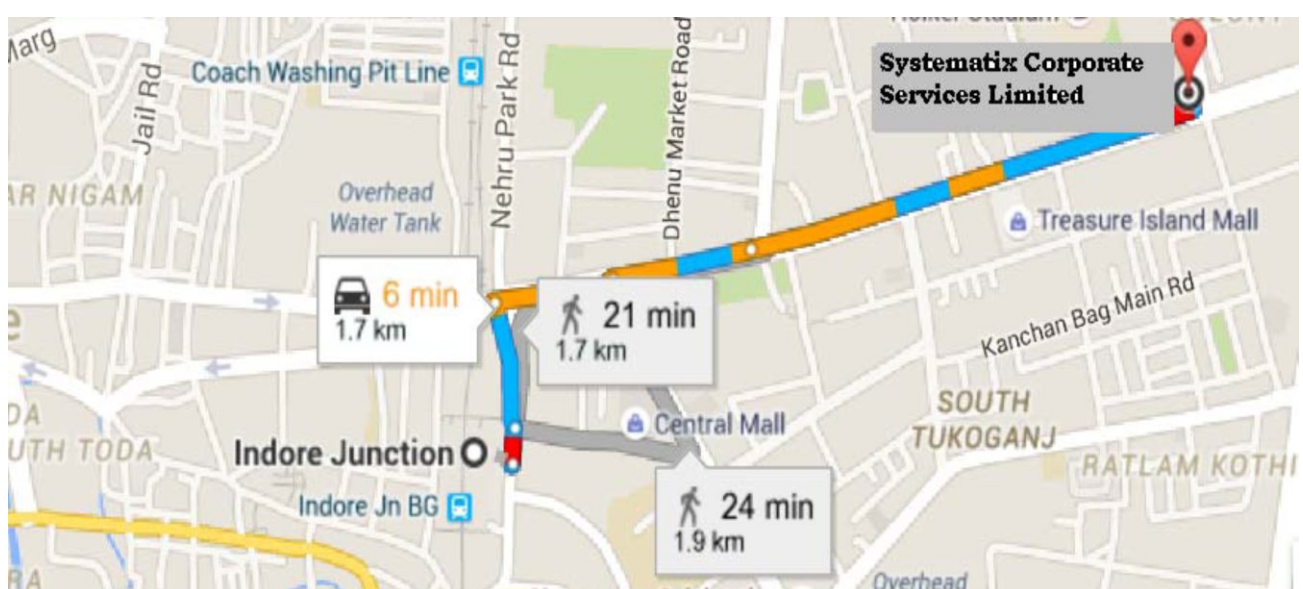 Marg
Jail Rd
Coach Washing Pit Line
Nehru Park Rd
Dhenu Market Road
Holker Stadium
Systematix Corporate
Services Limited
AR NIGAM
Overhead
Water Tank
Treasure Island Mall
6 min
1.7 km
21 min
1.7 km
Kanchan Bag Main Rd
SOUTH
TUKOGANJ
Central Mall
Indore Junction
UTH TODA
RATLAM KOTHI
Indore Jn BG
24 min
1.9 km
Overhead